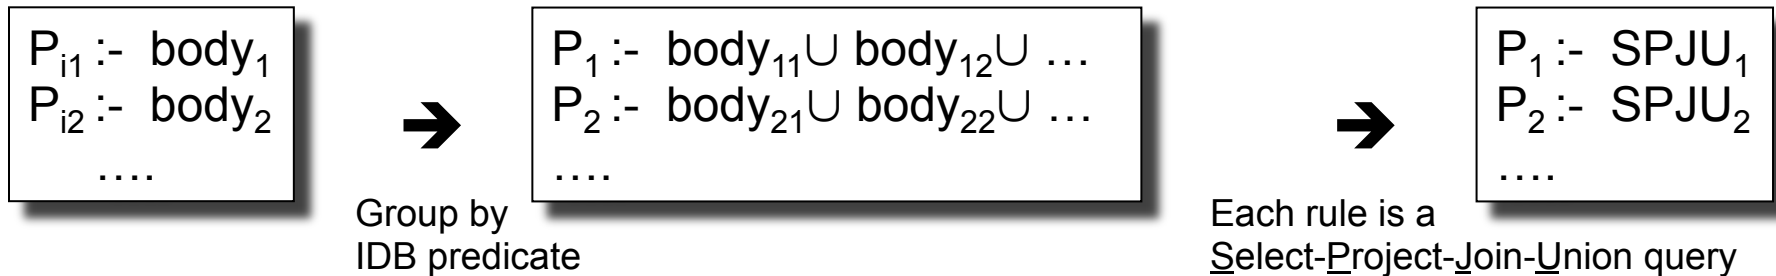 P_i1 :- body_1
P_i2 :- body_2
….
➔
Group by
IDB predicate
P_1 :- body_11 ∪ body_12 ∪ …
P_2 :- body_21 ∪ body_22 ∪ …
….
➔
Each rule is a
Select-Project-Join-Union query
P_1 :- SPJU_1
P_2 :- SPJU_2
….